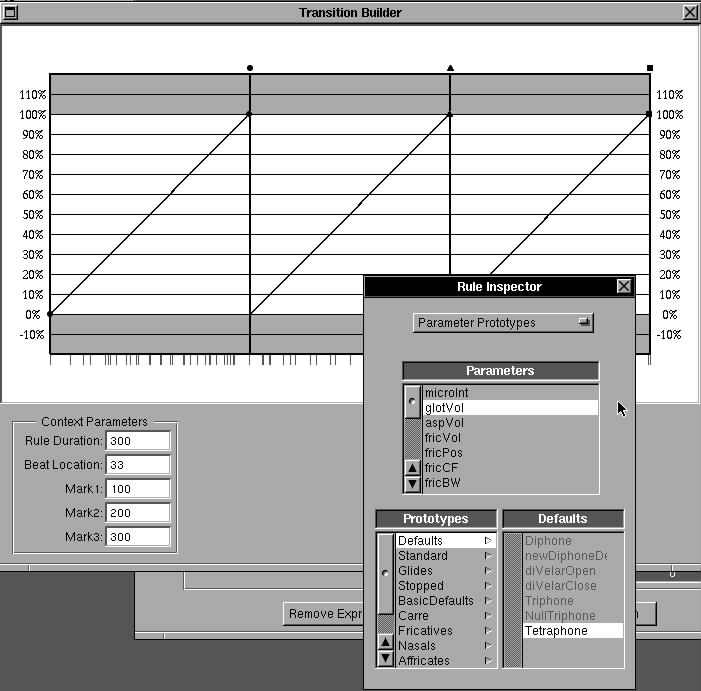 Transition Builder
110% 110%
100% 100%
90% 90%
80% 80%
70% 70%
60% 60%
50% 50%
40% 40%
30% 30%
20% 20%
10% 10%
0% 0%
-10% -10%
Rule Inspector
Parameter Prototypes
Parameters
microInt
glotVol
aspVol
fricVol
fricPos
fricCF
fricBW
Context Parameters
Rule Duration: 300
Beat Location: 33
Mark1: 100
Mark2: 200
Mark3: 300
Prototypes
Defaults
Standard
Glides
Stopped
BasicDefaults
Carre
Fricatives
Nasals
Affricates
Defaults
Diphone
newDiphoneDe
diVelarOpen
diVelarClose
Triphone
NullTriphone
Tetraphone
Remove Expr